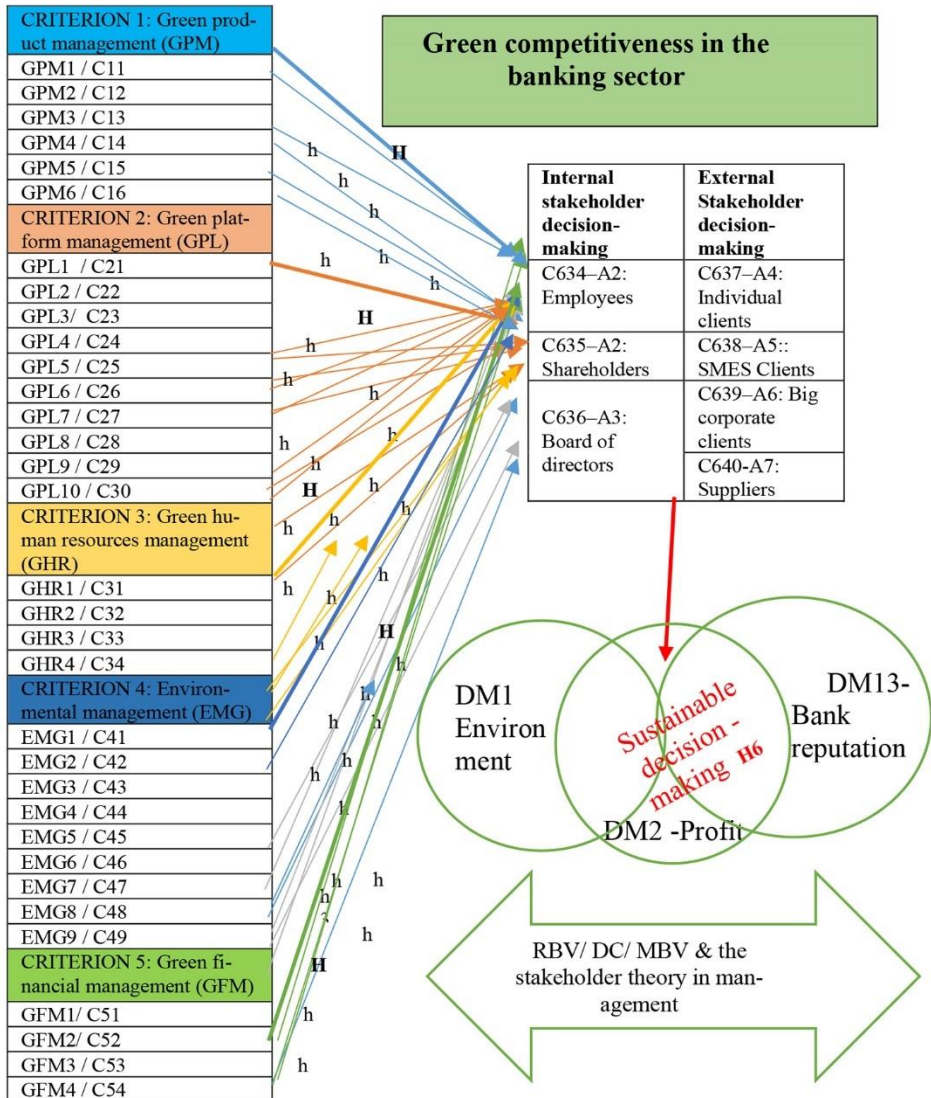 CRITERION 1: Green prod-
uct management (GPM)
GPM1 / C11
GPM2 / C12
GPM3 / C13
GPM4 / C14
GPM5 / C15
GPM6 / C16
CRITERION 2: Green plat-
form management (GPL)
GPL1 / C21
GPL2 / C22
GPL3/ C23
GPL4 / C24
GPL5 / C25
GPL6 / C26
GPL7 / C27
GPL8 / C28
GPL9 / C29
GPL10 / C30
CRITERION 3: Green hu-
man resources management
(GHR)
GHR1 / C31
GHR2 / C32
GHR3 / C33
GHR4 / C34
CRITERION 4: Environ-
mental management (EMG)
EMG1 / C41
EMG2 / C42
EMG3 / C43
EMG4 / C44
EMG5 / C45
EMG6 / C46
EMG7 / C47
EMG8 / C48
EMG9 / C49
CRITERION 5: Green fi-
nancial management (GFM)
GFM1/ C51
GFM2/ C52
GFM3 / C53
GFM4 / C54
h
H
h
h
h
h
H
h
h
h
h
h
h
H
h
h
h
h
h
h
h
H
h
h
h
h
h
h
h
h
h
h
h
H
h
h
Green competitiveness in the
banking sector
Internal
stakeholder
decision-
making
External
Stakeholder
decision-
making
C634–A2:
Employees
C637–A4:
Individual
clients
C635–A2:
Shareholders
C638–A5::
SMES Clients
C636–A3:
Board of
directors
C639–A6: Big
corporate
clients
C640-A7:
Suppliers
DM1
Environ
ment
Sustainable
decision -
making H6
DM13-
Bank
reputation
DM2 -Profit
RBV/ DC/ MBV & the
stakeholder theory in man-
agement